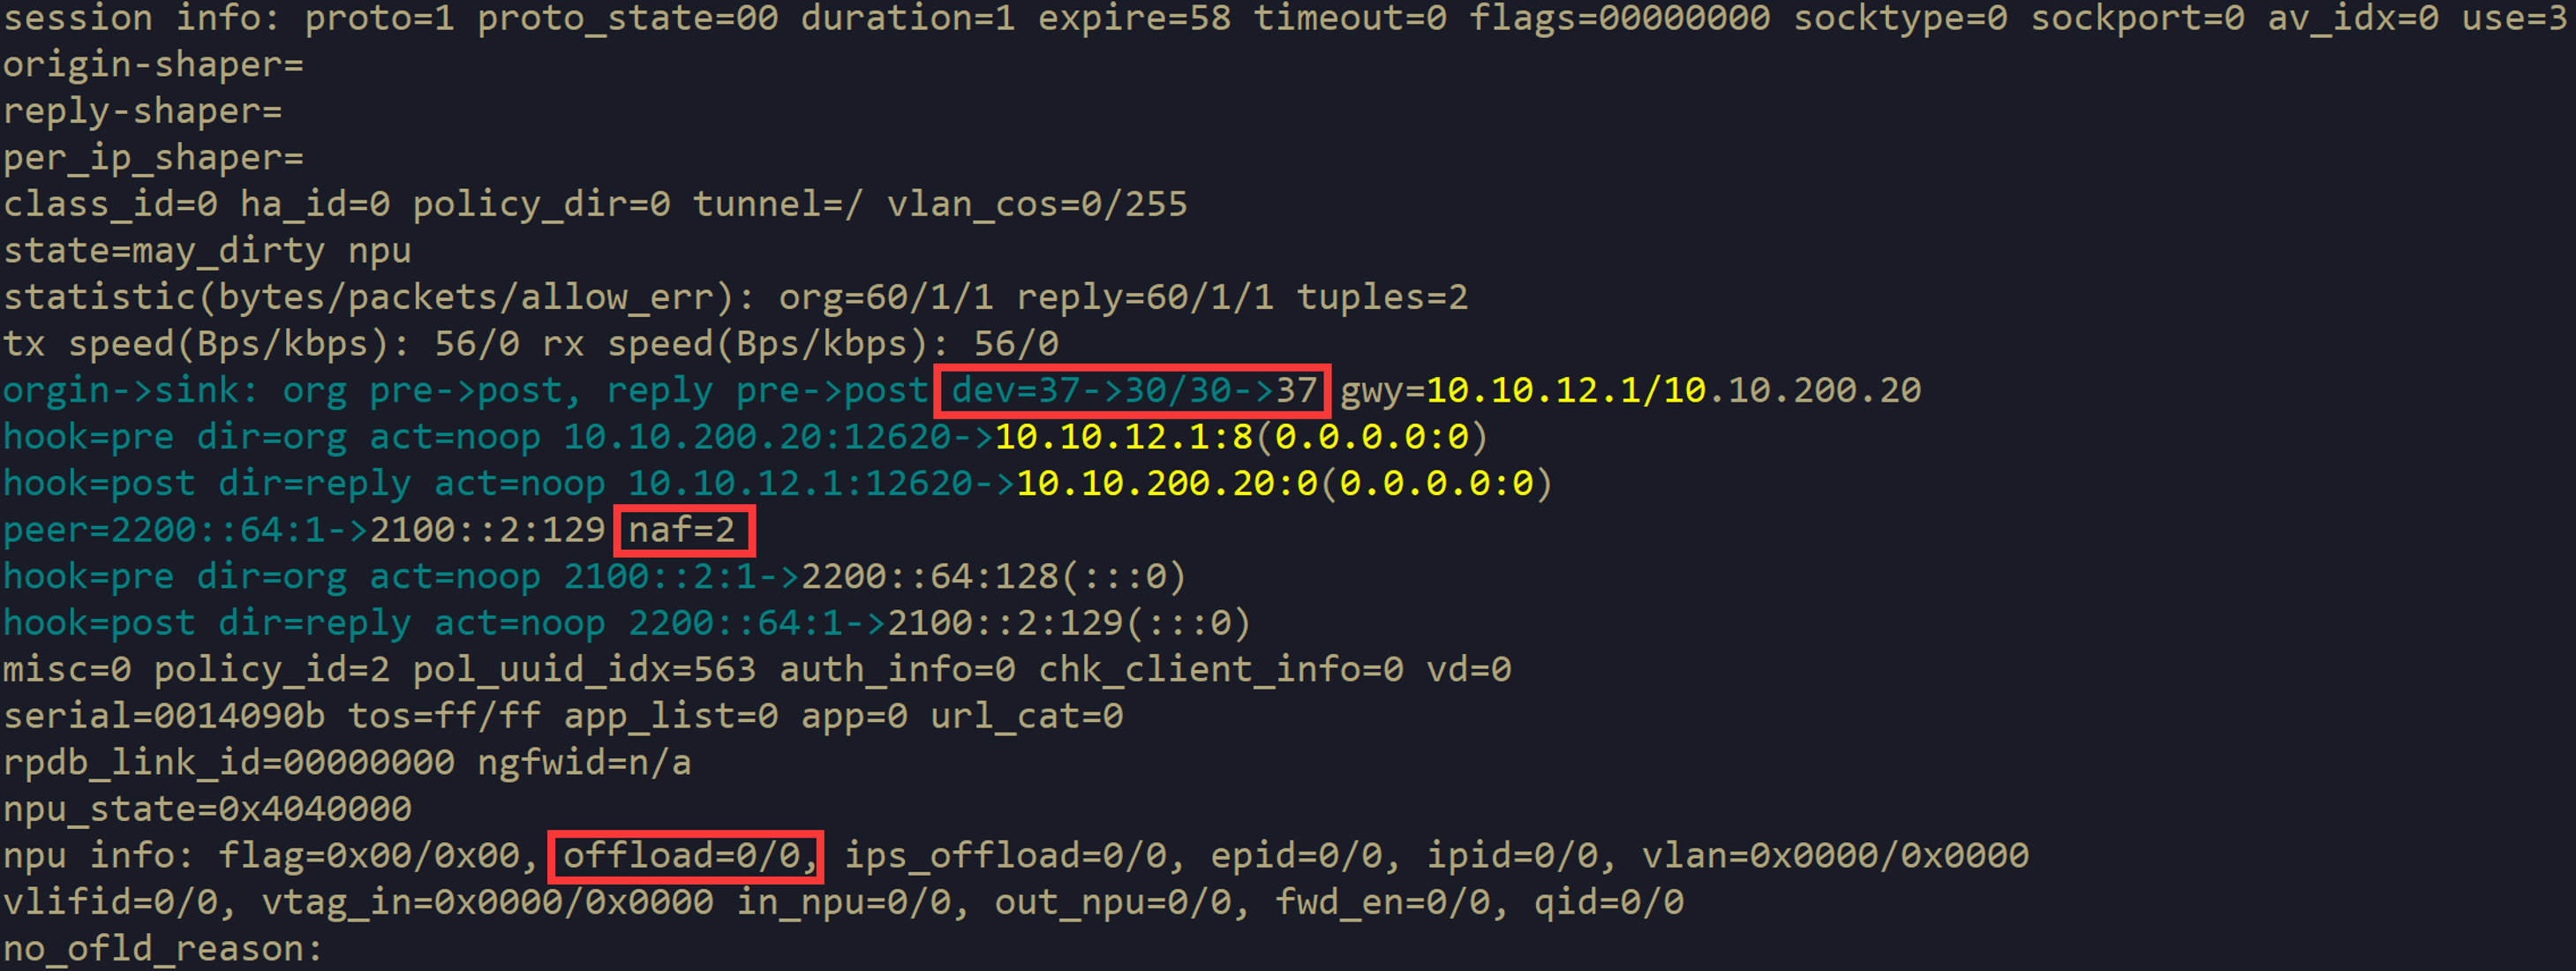 session info: proto=1 proto_state=00 duration=1 expire=58 timeout=0 flags=00000000 socktype=0 sockport=0 av_idx=0 use=3
origin-shaper=
reply-shaper=
per_ip_shaper=
class_id=0 ha_id=0 policy_dir=0 tunnel=/ vlan_cos=0/255
state=may_dirty npu
statistic(bytes/packets/allow_err): org=60/1/1 reply=60/1/1 tuples=2
tx speed(Bps/kbps): 56/0 rx speed(Bps/kbps): 56/0
orgin->sink: org pre->post, reply pre->post dev=37->30/30->37 gwy=10.10.12.1/10.10.200.20
hook=pre dir=org act=noop 10.10.200.20:12620->10.10.12.1:8(0.0.0.0:0)
hook=post dir=reply act=noop 10.10.12.1:12620->10.10.200.20:0(0.0.0.0:0)
peer=2200::64:1->2100::2:129 naf=2
hook=pre dir=org act=noop 2100::2:1->2200::64:128(:::0)
hook=post dir=reply act=noop 2200::64:1->2100::2:129(:::0)
misc=0 policy_id=2 pol_uuid_idx=563 auth_info=0 chk_client_info=0 vd=0
serial=0014090b tos=ff/ff app_list=0 app=0 url_cat=0
rpdb_link_id=00000000 ngfwid=n/a
npu_state=0x4040000
npu info: flag=0x00/0x00, offload=0/0, ips_offload=0/0, epid=0/0, ipid=0/0, vlan=0x0000/0x0000
vlifid=0/0, vtag_in=0x0000/0x0000 in_npu=0/0, out_npu=0/0, fwd_en=0/0, qid=0/0
no_ofld_reason: